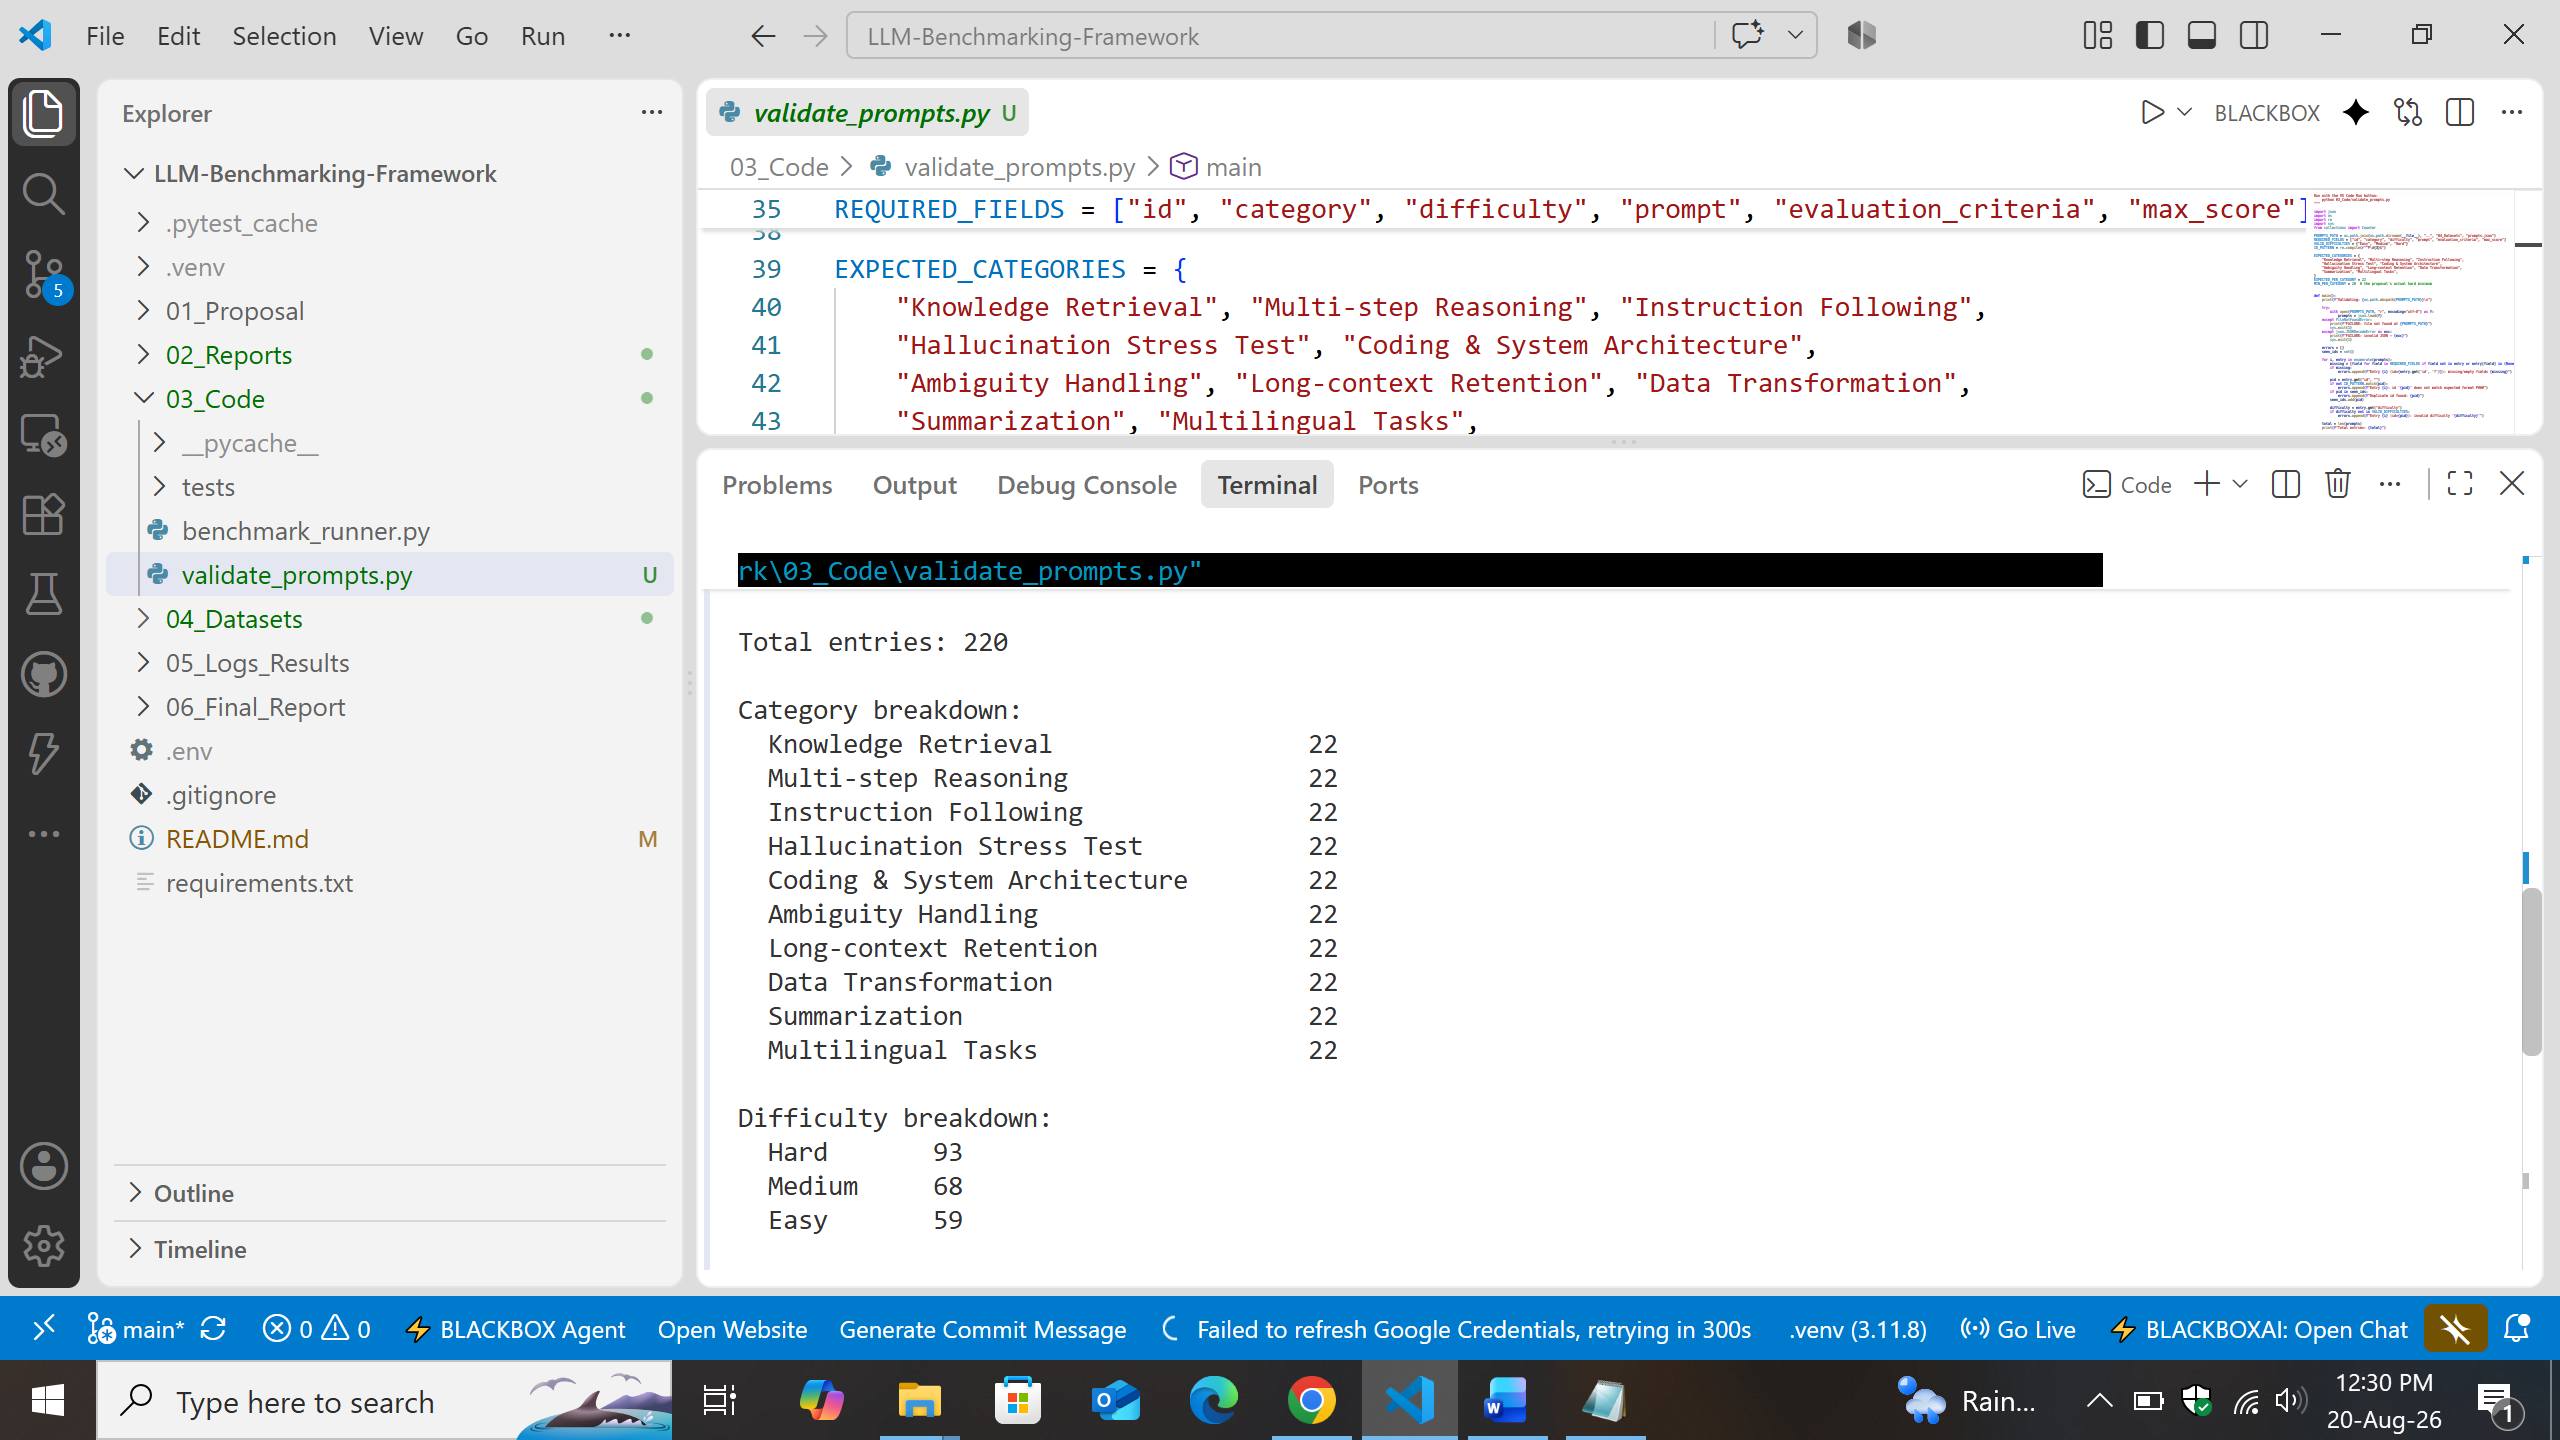 File Edit Selection View Go Run ···
LLM-Benchmarking-Framework
Explorer
LLM-Benchmarking-Framework
.pytest_cache
.venv
01_Proposal
02_Reports
03_Code
__pycache__
tests
benchmark_runner.py
validate_prompts.py U
04_Datasets
05_Logs_Results
06_Final_Report
.env
.gitignore
README.md M
requirements.txt
Outline
Timeline
5
validate_prompts.py U
BLACKBOX
03_Code > validate_prompts.py > main
35 REQUIRED_FIELDS = ["id", "category", "difficulty", "prompt", "evaluation_criteria", "max_score"]
38
39 EXPECTED_CATEGORIES = {
40 "Knowledge Retrieval", "Multi-step Reasoning", "Instruction Following",
41 "Hallucination Stress Test", "Coding & System Architecture",
42 "Ambiguity Handling", "Long-context Retention", "Data Transformation",
43 "Summarization", "Multilingual Tasks",
Problems Output Debug Console Terminal Ports
Code
rk\03_Code\validate_prompts.py"
Total entries: 220
Category breakdown:
Knowledge Retrieval 22
Multi-step Reasoning 22
Instruction Following 22
Hallucination Stress Test 22
Coding & System Architecture 22
Ambiguity Handling 22
Long-context Retention 22
Data Transformation 22
Summarization 22
Multilingual Tasks 22
Difficulty breakdown:
Hard 93
Medium 68
Easy 59
main* 0 0 BLACKBOX Agent Open Website Generate Commit Message Failed to refresh Google Credentials, retrying in 300s .venv (3.11.8) Go Live BLACKBOXAI: Open Chat
Type here to search
Rain...
12:30 PM
20-Aug-26
1